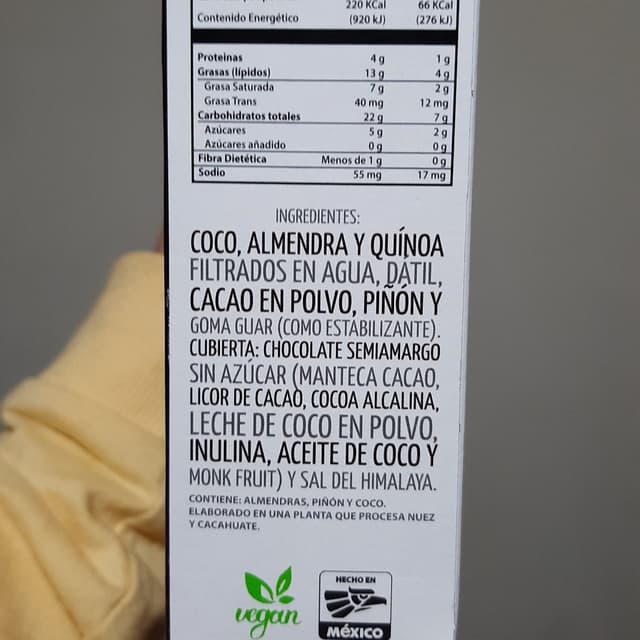 220 KCal 66 KCal
Contenido Energético (920 kJ) (276 kJ)
Proteinas 4 g 1 g
Grasas (lípidos) 13 g 4 g
Grasa Saturada 7 g 2 g
Grasa Trans 40 mg 12 mg
Carbohidratos totales 22 g 7 g
Azúcares 5 g 2 g
Azúcares añadido 0 g 0 g
Fibra Dietética Menos de 1 g 0 g
Sodio 55 mg 17 mg
INGREDIENTES:
COCO, ALMENDRA Y QUÍNOA
FILTRADOS EN AGUA, DÁTIL,
CACAO EN POLVO, PIÑÓN Y
GOMA GUAR (COMO ESTABILIZANTE).
CUBIERTA: CHOCOLATE SEMIAMARGO
SIN AZÚCAR (MANTECA CACAO,
LICOR DE CACAO, COCOA ALCALINA,
LECHE DE COCO EN POLVO,
INULINA, ACEITE DE COCO Y
MONK FRUIT) Y SAL DEL HIMALAYA.
CONTIENE: ALMENDRAS, PIÑÓN Y COCO.
ELABORADO EN UNA PLANTA QUE PROCESA NUEZ
Y CACAHUATE.
vegan
HECHO EN
MÉXICO